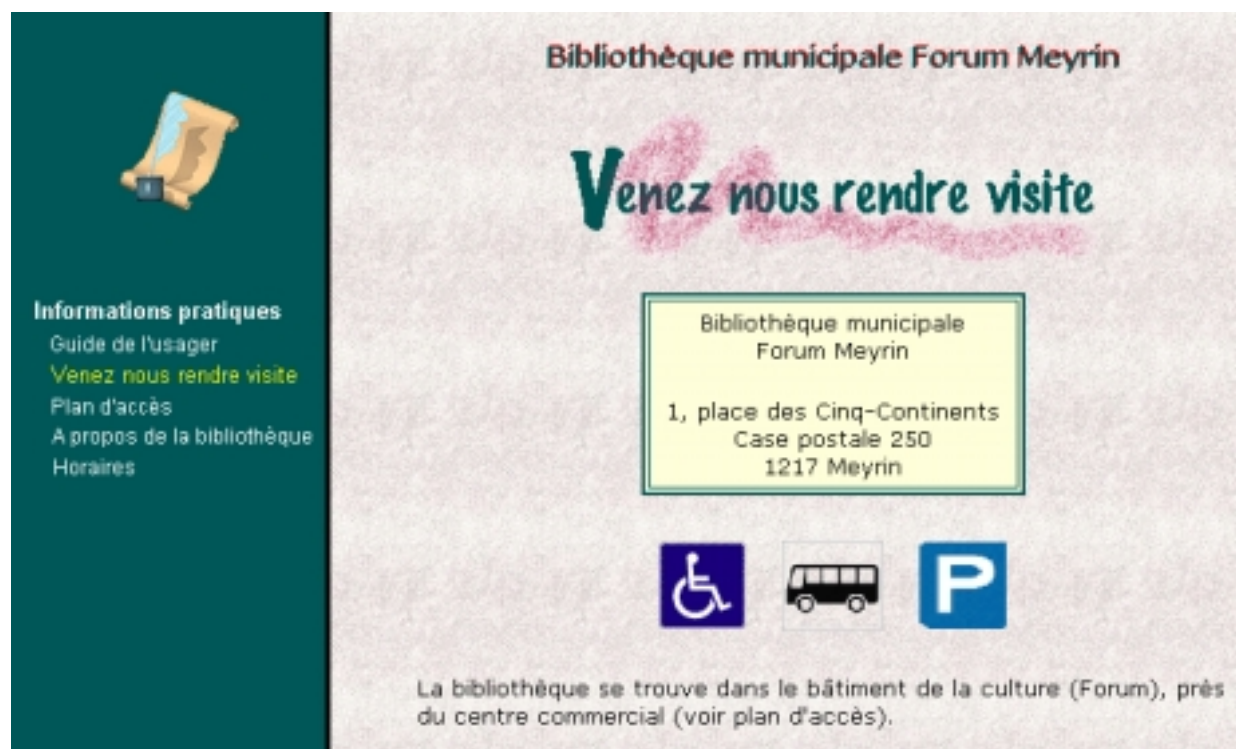 Bibliothèque municipale Forum Meyrin
Venez nous rendre visite
Informations pratiques
Guide de l'usager
Venez nous rendre visite
Plan d'accès
A propos de la bibliothèque
Horaires
Bibliothèque municipale
Forum Meyrin
1, place des Cinq-Continents
Case postale 250
1217 Meyrin
P
La bibliothèque se trouve dans le bâtiment de la culture (Forum), près
du centre commercial (voir plan d'accès).